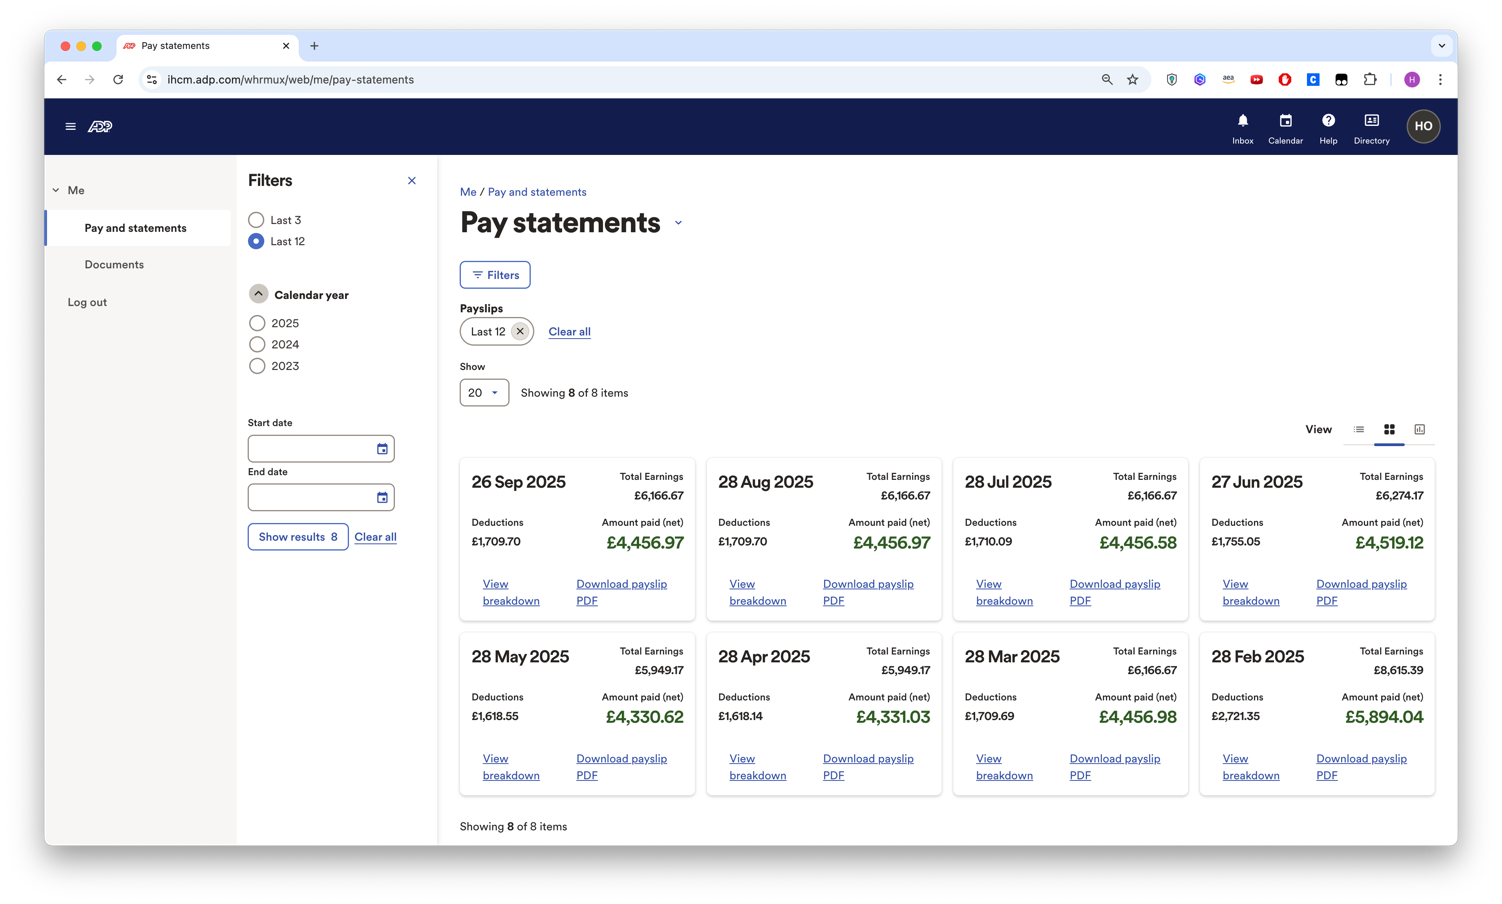 Pay statements
ihcm.adp.com/whrmux/web/me/pay-statements
aea
C
H
ADP
Inbox
Calendar
Help
Directory
HO
Me
Pay and statements
Documents
Log out
Filters
Last 3
Last 12
Calendar year
2025
2024
2023
Start date
End date
Show results 8 Clear all
Me / Pay and statements
Pay statements
Filters
Payslips
Last 12 Clear all
Show
20 Showing 8 of 8 items
View
26 Sep 2025
Total Earnings
£6,166.67
Deductions
£1,709.70
Amount paid (net)
£4,456.97
View
breakdown
Download payslip
PDF
28 Aug 2025
Total Earnings
£6,166.67
Deductions
£1,709.70
Amount paid (net)
£4,456.97
View
breakdown
Download payslip
PDF
28 Jul 2025
Total Earnings
£6,166.67
Deductions
£1,710.09
Amount paid (net)
£4,456.58
View
breakdown
Download payslip
PDF
27 Jun 2025
Total Earnings
£6,274.17
Deductions
£1,755.05
Amount paid (net)
£4,519.12
View
breakdown
Download payslip
PDF
28 May 2025
Total Earnings
£5,949.17
Deductions
£1,618.55
Amount paid (net)
£4,330.62
View
breakdown
Download payslip
PDF
28 Apr 2025
Total Earnings
£5,949.17
Deductions
£1,618.14
Amount paid (net)
£4,331.03
View
breakdown
Download payslip
PDF
28 Mar 2025
Total Earnings
£6,166.67
Deductions
£1,709.69
Amount paid (net)
£4,456.98
View
breakdown
Download payslip
PDF
28 Feb 2025
Total Earnings
£8,615.39
Deductions
£2,721.35
Amount paid (net)
£5,894.04
View
breakdown
Download payslip
PDF
Showing 8 of 8 items